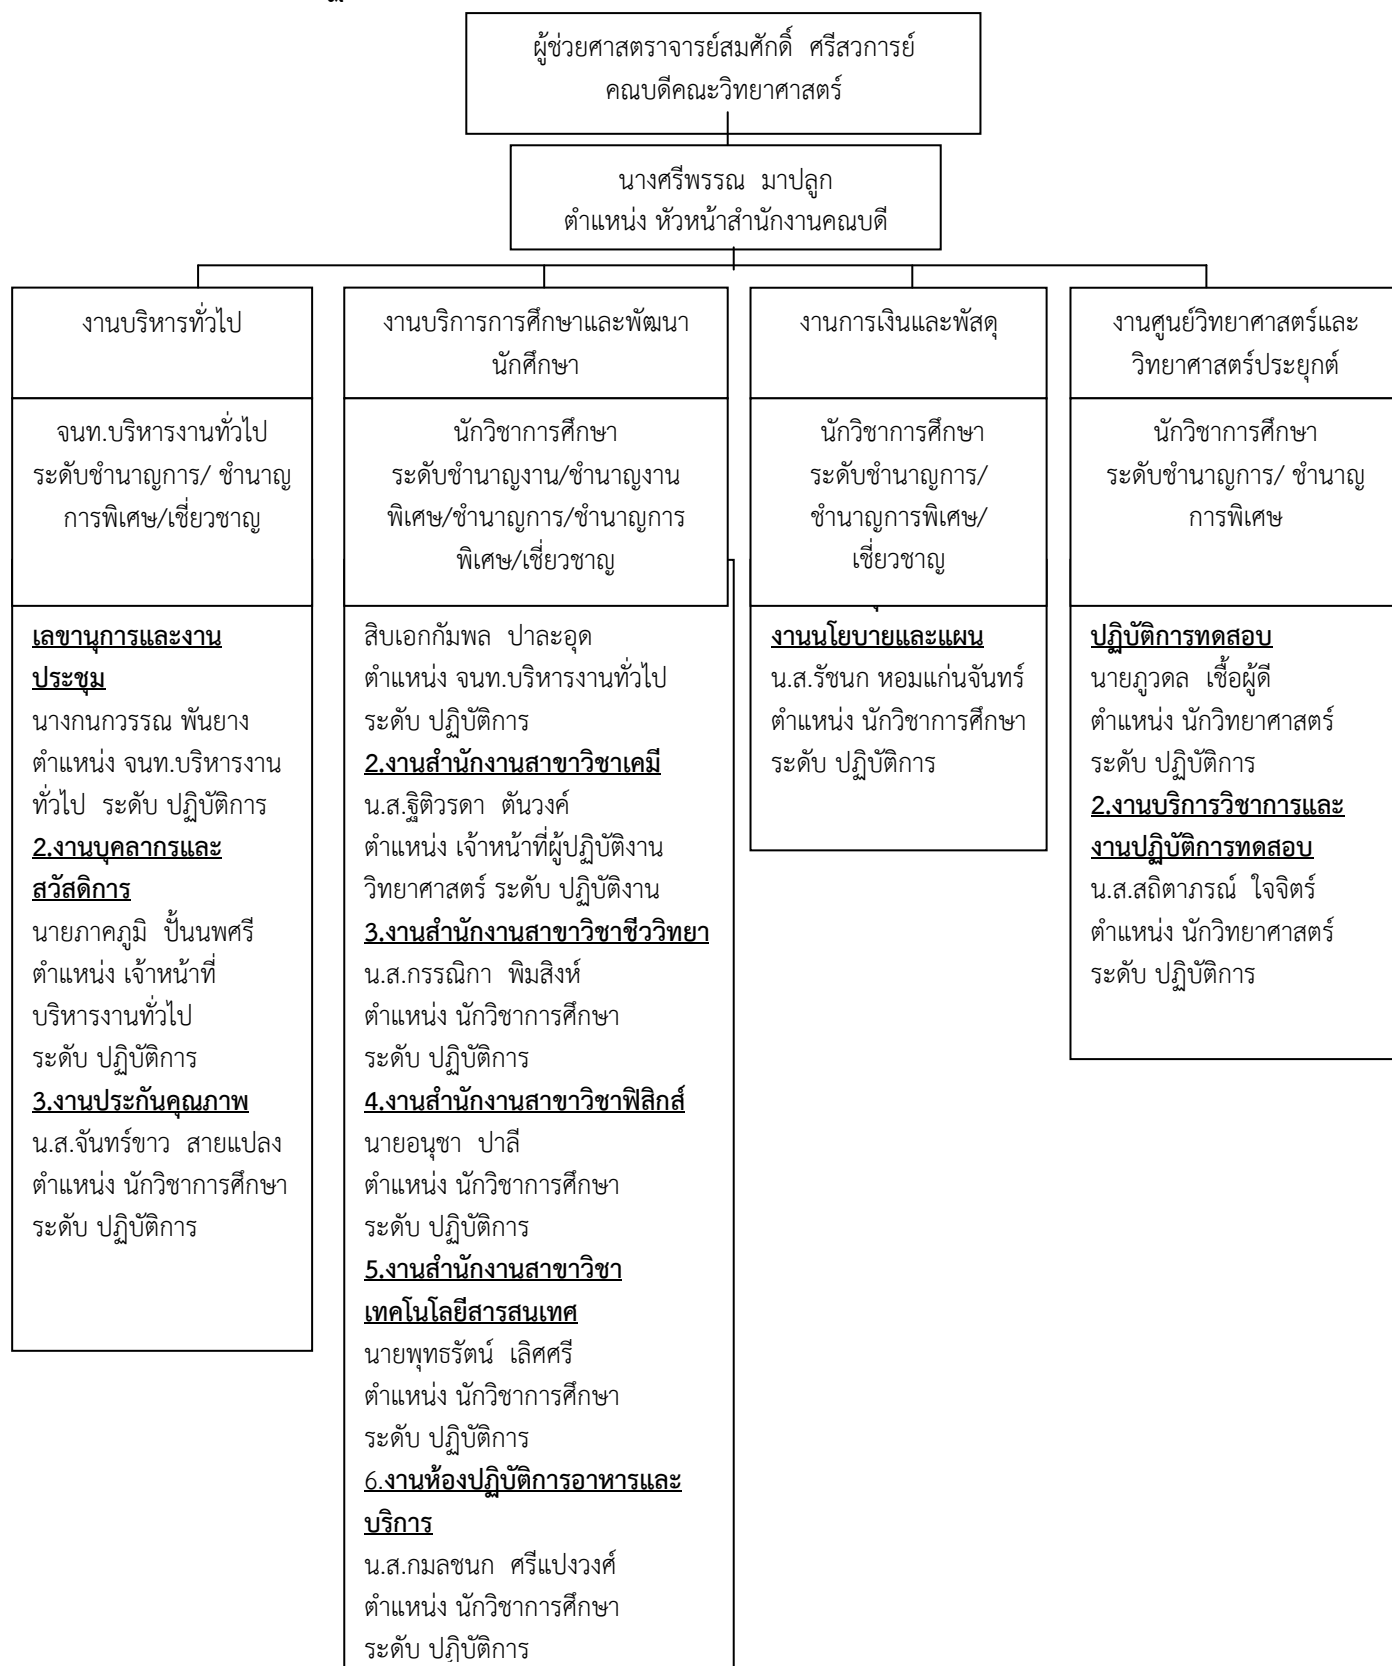 ผู้ช่วยศาสตราจารย์สมศักดิ์  ศรีสวการย์
คณบดีคณะวิทยาศาสตร์
นางศรีพรรณ  มาปลูก
ตำแหน่ง หัวหน้าสำนักงานคณบดี
งานบริหารทั่วไป
จนท.บริหารงานทั่วไป
ระดับชำนาญการ/ ชำนาญ
การพิเศษ/เชี่ยวชาญ
เลขานุการและงาน
ประชุม
นางกนกวรรณ พันยาง
ตำแหน่ง จนท.บริหารงาน
ทั่วไป  ระดับ ปฏิบัติการ
2.งานบุคลากรและ
สวัสดิการ
นายภาคภูมิ  ปั้นนพศรี
ตำแหน่ง เจ้าหน้าที่
บริหารงานทั่วไป
ระดับ ปฏิบัติการ
3.งานประกันคุณภาพ
น.ส.จันทร์ขาว  สายแปลง
ตำแหน่ง นักวิชาการศึกษา
ระดับ ปฏิบัติการ
งานบริการการศึกษาและพัฒนา
นักศึกษา
นักวิชาการศึกษา
ระดับชำนาญงาน/ชำนาญงาน
พิเศษ/ชำนาญการ/ชำนาญการ
พิเศษ/เชี่ยวชาญ
สิบเอกกัมพล  ปาละอุด
ตำแหน่ง จนท.บริหารงานทั่วไป
ระดับ ปฏิบัติการ
2.งานสำนักงานสาขาวิชาเคมี
น.ส.ฐิติวรดา  ตันวงค์
ตำแหน่ง เจ้าหน้าที่ผู้ปฏิบัติงาน
วิทยาศาสตร์ ระดับ ปฏิบัติงาน
3.งานสำนักงานสาขาวิชาชีววิทยา
น.ส.กรรณิกา  พิมสิงห์
ตำแหน่ง นักวิชาการศึกษา
ระดับ ปฏิบัติการ
4.งานสำนักงานสาขาวิชาฟิสิกส์
นายอนุชา  ปาลี
ตำแหน่ง นักวิชาการศึกษา
ระดับ ปฏิบัติการ
5.งานสำนักงานสาขาวิชา
เทคโนโลยีสารสนเทศ
นายพุทธรัตน์  เลิศศรี
ตำแหน่ง นักวิชาการศึกษา
ระดับ ปฏิบัติการ
6.งานห้องปฏิบัติการอาหารและ
บริการ
น.ส.กมลชนก  ศรีแปงวงศ์
ตำแหน่ง นักวิชาการศึกษา
ระดับ ปฏิบัติการ
งานการเงินและพัสดุ
นักวิชาการศึกษา
ระดับชำนาญการ/
ชำนาญการพิเศษ/
เชี่ยวชาญ
งานนโยบายและแผน
น.ส.รัชนก หอมแก่นจันทร์
ตำแหน่ง นักวิชาการศึกษา
ระดับ ปฏิบัติการ
งานศูนย์วิทยาศาสตร์และ
วิทยาศาสตร์ประยุกต์
นักวิชาการศึกษา
ระดับชำนาญการ/ ชำนาญ
การพิเศษ
ปฏิบัติการทดสอบ
นายภูวดล  เชื้อผู้ดี
ตำแหน่ง นักวิทยาศาสตร์
ระดับ ปฏิบัติการ
2.งานบริการวิชาการและ
งานปฏิบัติการทดสอบ
น.ส.สถิตาภรณ์  ใจจิตร์
ตำแหน่ง นักวิทยาศาสตร์
ระดับ ปฏิบัติการ